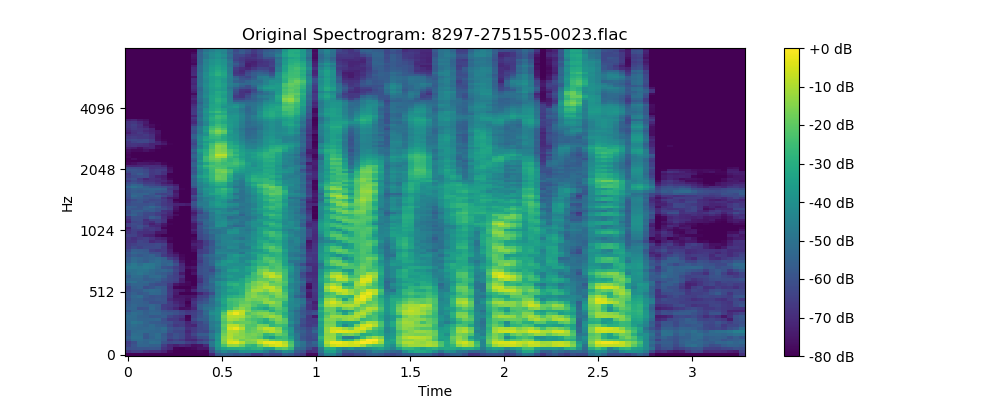 Original Spectrogram: 8297-275155-0023.flac
Hz
4096
2048
1024
512
0
0
0.5
1
1.5
2
2.5
3
Time
+0 dB
-10 dB
-20 dB
-30 dB
-40 dB
-50 dB
-60 dB
-70 dB
-80 dB